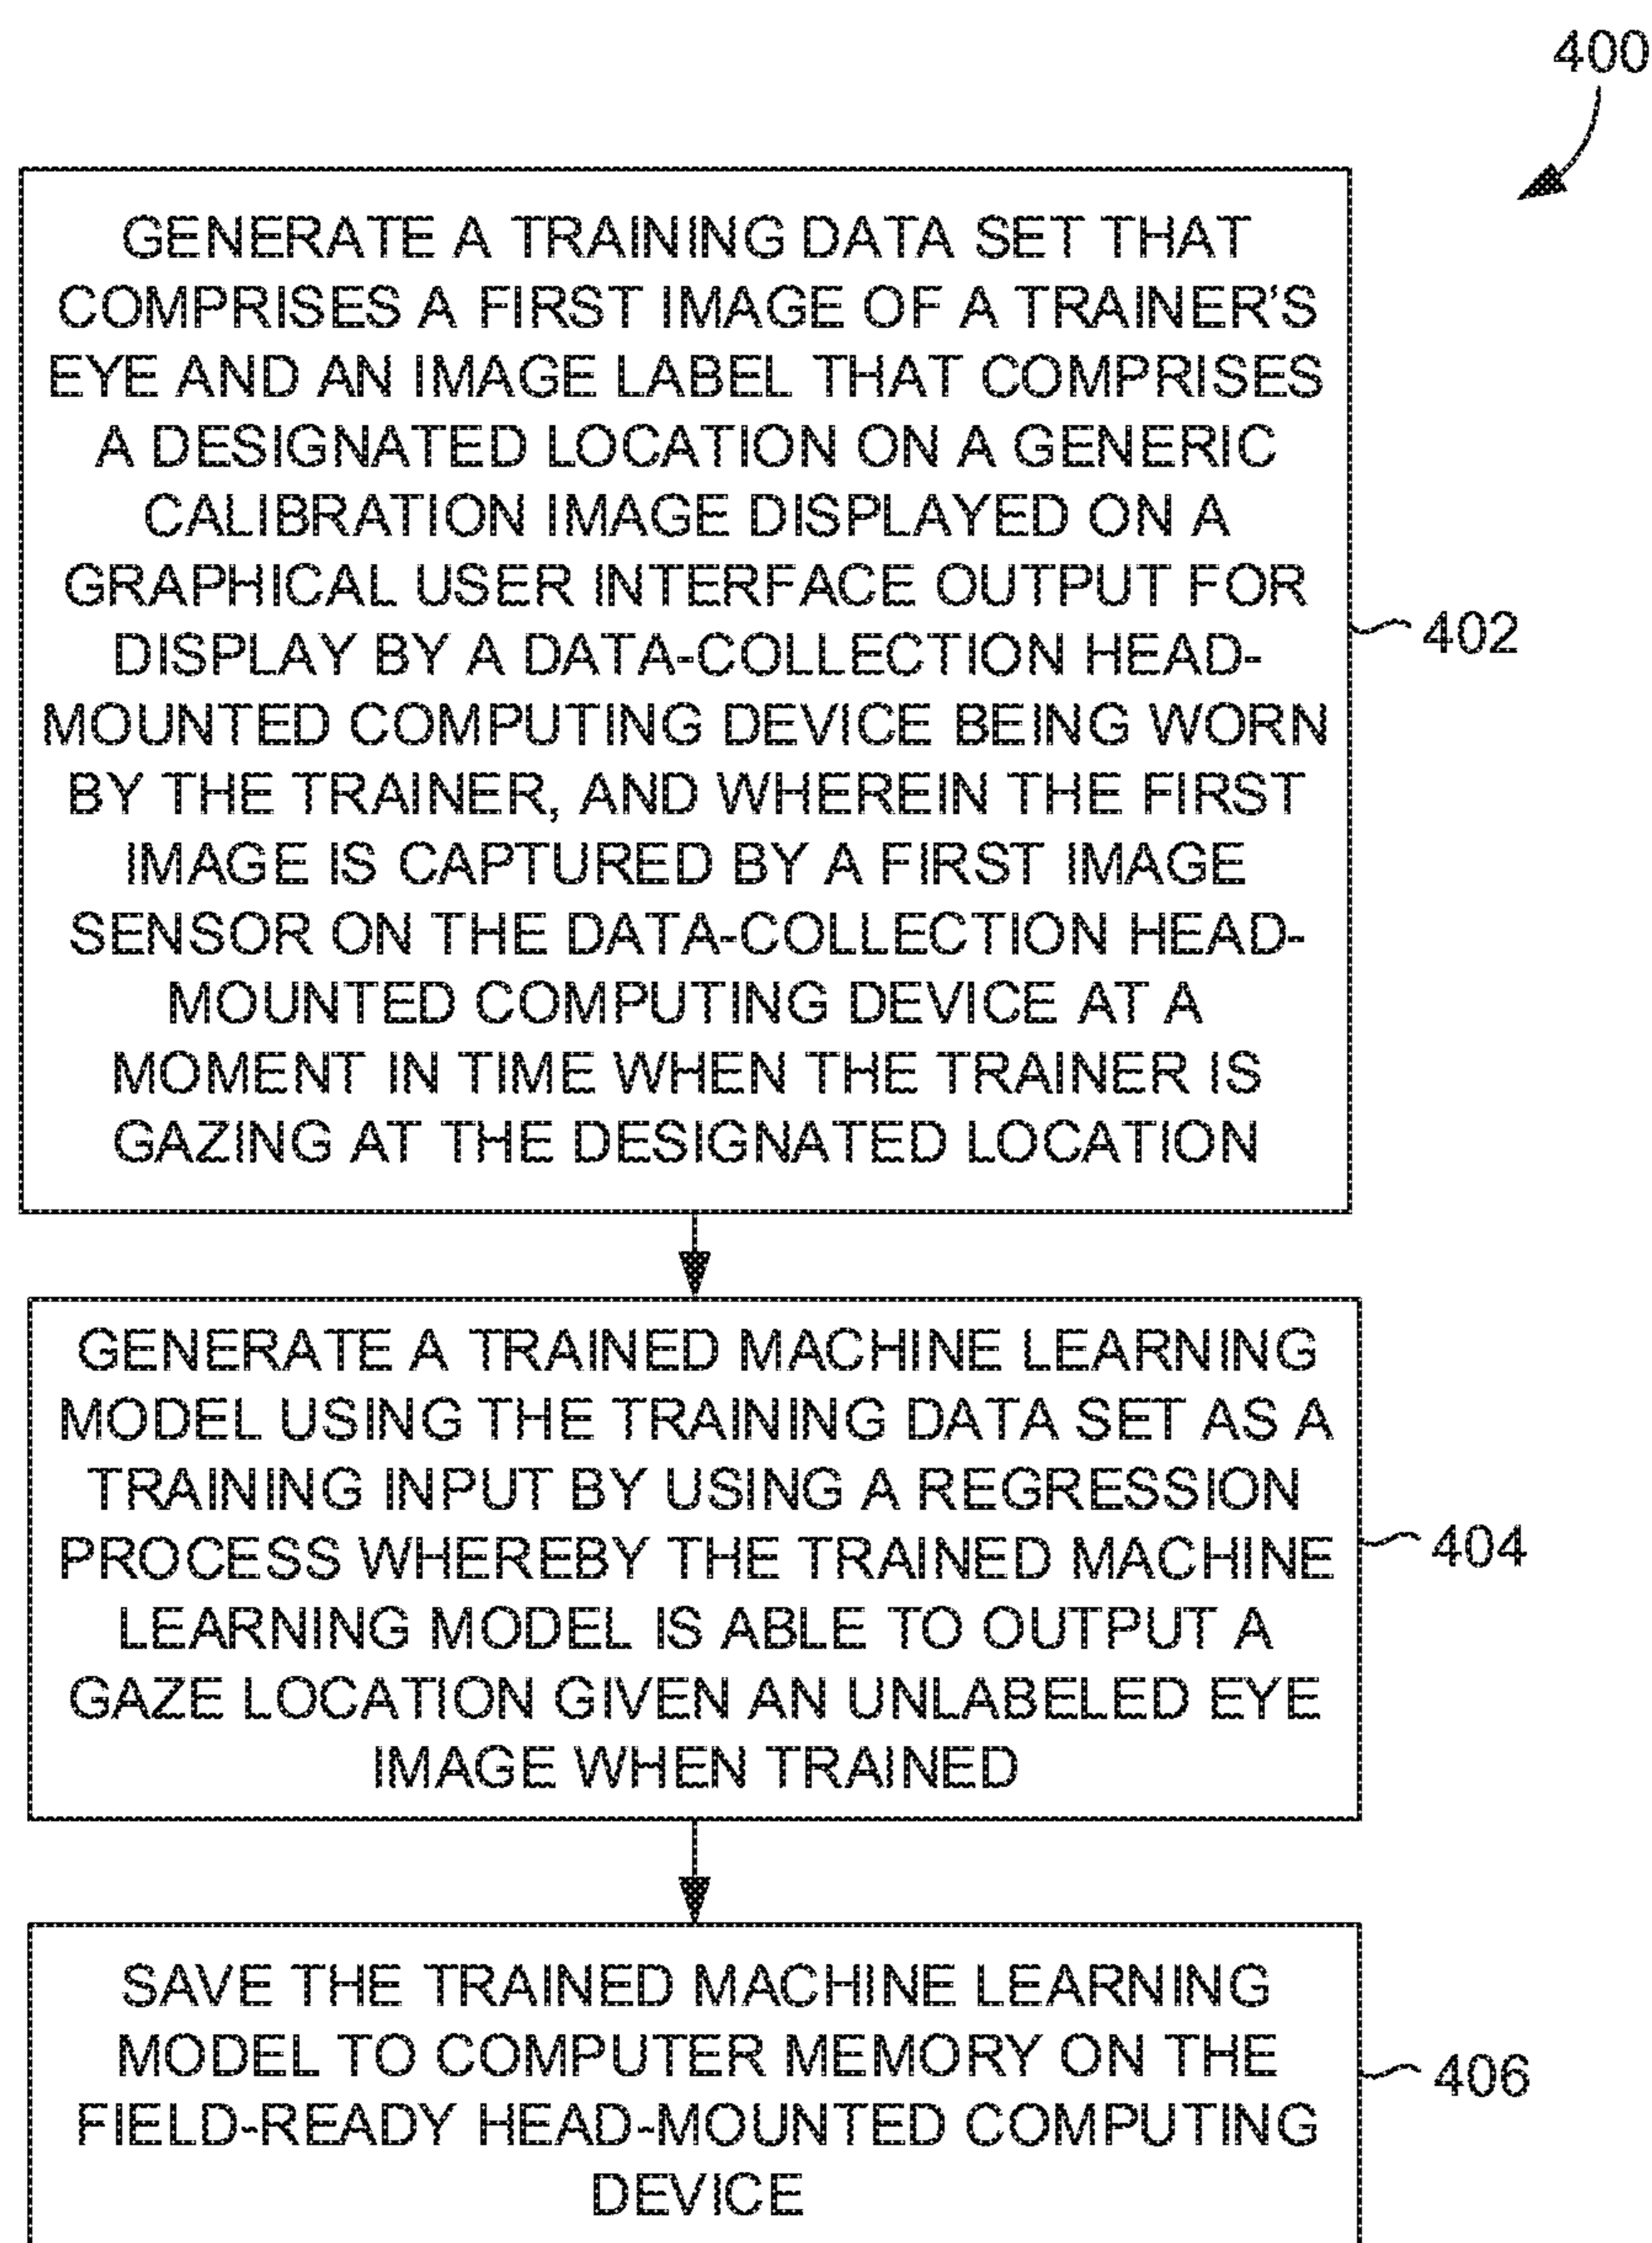 400
GENERATE A TRAINING DATA SET THAT
COMPRISES A FIRST IMAGE OF A TRAINER'S
EYE AND AN IMAGE LABEL THAT COMPRISES
A DESIGNATED LOCATION ON A GENERIC
CALIBRATION IMAGE DISPLAYED ON A
GRAPHICAL USER INTERFACE OUTPUT FOR
DISPLAY BY A DATA-COLLECTION HEAD-
MOUNTED COMPUTING DEVICE BEING WORN
BY THE TRAINER, AND WHEREIN THE FIRST
IMAGE IS CAPTURED BY A FIRST IMAGE
SENSOR ON THE DATA-COLLECTION HEAD-
MOUNTED COMPUTING DEVICE AT A
MOMENT IN TIME WHEN THE TRAINER IS
GAZING AT THE DESIGNATED LOCATION
402
GENERATE A TRAINED MACHINE LEARNING
MODEL USING THE TRAINING DATA SET AS A
TRAINING INPUT BY USING A REGRESSION
PROCESS WHEREBY THE TRAINED MACHINE
LEARNING MODEL IS ABLE TO OUTPUT A
GAZE LOCATION GIVEN AN UNLABELED EYE
IMAGE WHEN TRAINED
404
SAVE THE TRAINED MACHINE LEARNING
MODEL TO COMPUTER MEMORY ON THE
FIELD-READY HEAD-MOUNTED COMPUTING
DEVICE
406